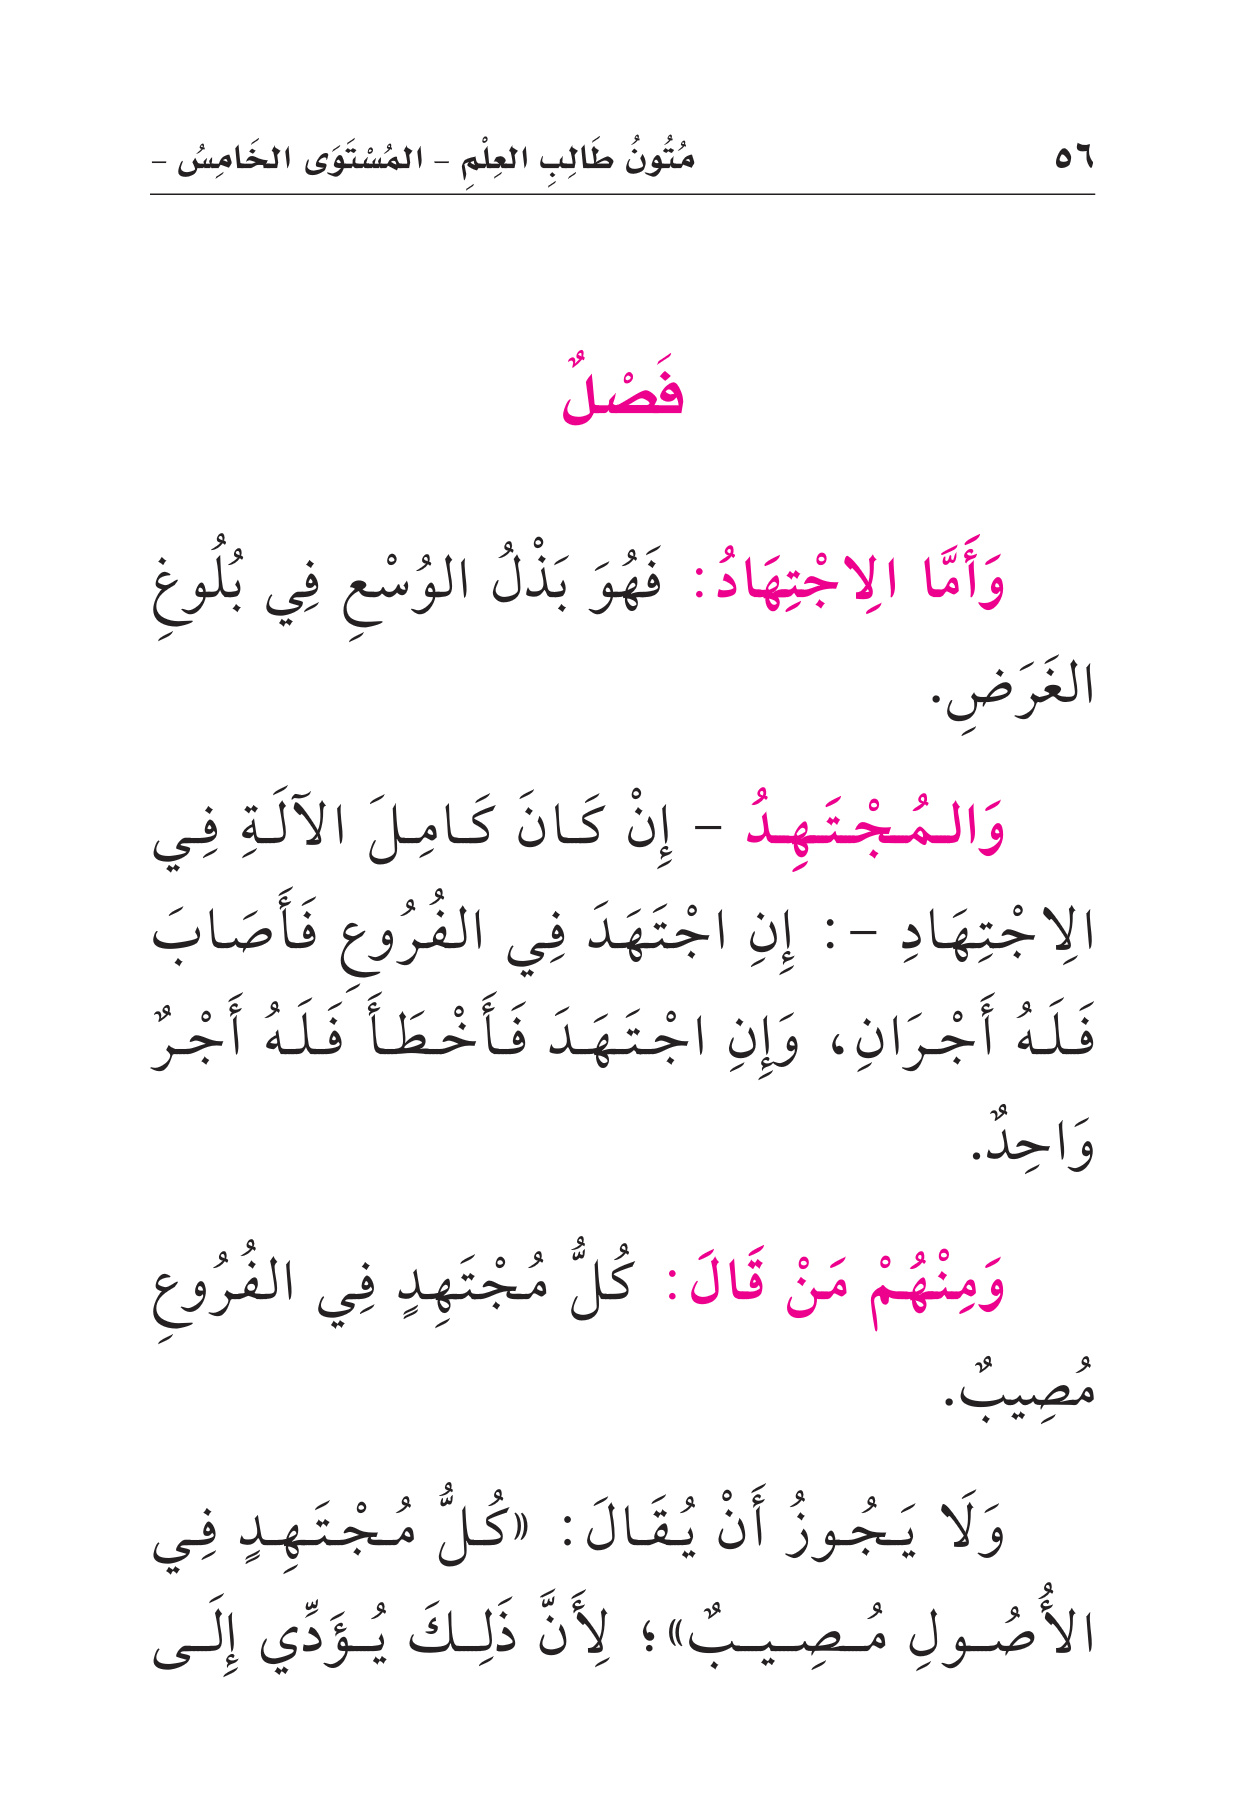 ٥٦ مُتُونُ طَالِبِ العِلْمِ – المُسْتَوَى الخَامِسُ –
فَصْلٌ
وَأَمَّا الِاجْتِهَادُ: فَهُوَ بَذْلُ الوُسْعِ فِي بُلُوغِ
الغَرَضِ.
وَالمُجْتَهِدُ – إِنْ كَانَ كَامِلَ الآلَةِ فِي
الِاجْتِهَادِ –: إِنِ اجْتَهَدَ فِي الفُرُوعِ فَأَصَابَ
فَلَهُ أَجْرَانِ، وَإِنِ اجْتَهَدَ فَأَخْطَأَ فَلَهُ أَجْرٌ
وَاحِدٌ.
وَمِنْهُمْ مَنْ قَالَ: كُلُّ مُجْتَهِدٍ فِي الفُرُوعِ
مُصِيبٌ.
وَلَا يَجُوزُ أَنْ يُقَالَ: «كُلُّ مُجْتَهِدٍ فِي
الأُصُولِ مُصِيبٌ»؛ لِأَنَّ ذَلِكَ يُؤَدِّي إِلَى